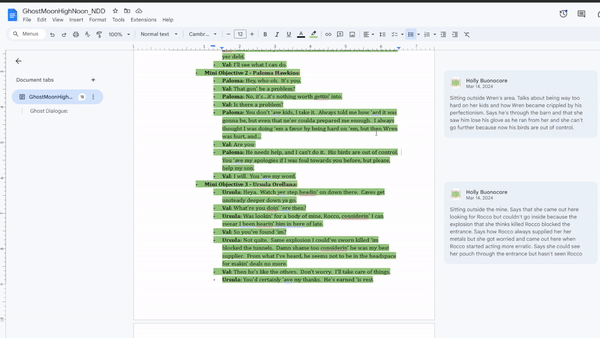 GhostMoonHighNoon_NDD
File Edit View Insert Format Tools Extensions Help
Menus 100% Normal text Cambr... 12
Document tabs
GhostMoonHighN...
Ghost Dialogue:
yer debt.
Val: I'll see what I can do.
Mini Objective 2 - Paloma Hawkins:
Paloma: Hey, who-oh. It's you.
Val: That gon' be a problem?
Paloma: No, it's...it's nothing worth gettin' into.
Val: Is there a problem?
Paloma: You don't 'ave kids, I take it. Always told me how 'ard it was
gonna be, but even that ne'er coulda prepared me enough. I always
thought I was doing 'em a favor by being hard on 'em, but then Wren
was hurt, and...
Val: Are you-
Paloma: He needs help, and I can't do it. His birds are out of control.
You 'ave my apologies if I was foul towards you before, but please,
help my son.
Val: I will. You 'ave my word.
Mini Objective 3 - Ursula Orellana:
Ursula: Heya. Watch yer step headin' on down there. Caves get
unsteady deeper down ya go.
Val: What're you doin' 'ere then?
Ursula: Was lookin' for a body of mine, Rocco, considerin' I can
swear I been hearin' him in here of late.
Val: So you've found 'im?
Ursula: Not quite. Same explosion I could've sworn killed 'im
blocked the tunnels. Damn shame too considerin' he was my best
supplier. From what I've heard, he seems not to be in the headspace
for makin' deals no more.
Val: Then he's like the others. Don't worry. I'll take care of things.
Ursula: You'd certainly 'ave my thanks. He's earned 'is rest
Holly Buonocore
Mar 14, 2024
Sitting outside Wren's area. Talks about being way too
hard on her kids and how Wren became crippled by his
perfectionism. Says he's through the barn and that she
saw him lose his glove as he ran from her and she can't
go further because now his birds are out of control.
Holly Buonocore
Mar 14, 2024
Sitting outside the mine. Says that she came out here
looking for Rocco but couldn't go inside because the
explosion that she thinks killed Rocco blocked the
entrance. Says how Rocco always supplied her her
metals but she got worried and came out here when
Rocco started acting more erratic. Says she could see
her pouch through the entrance but hasn't seen Rocco